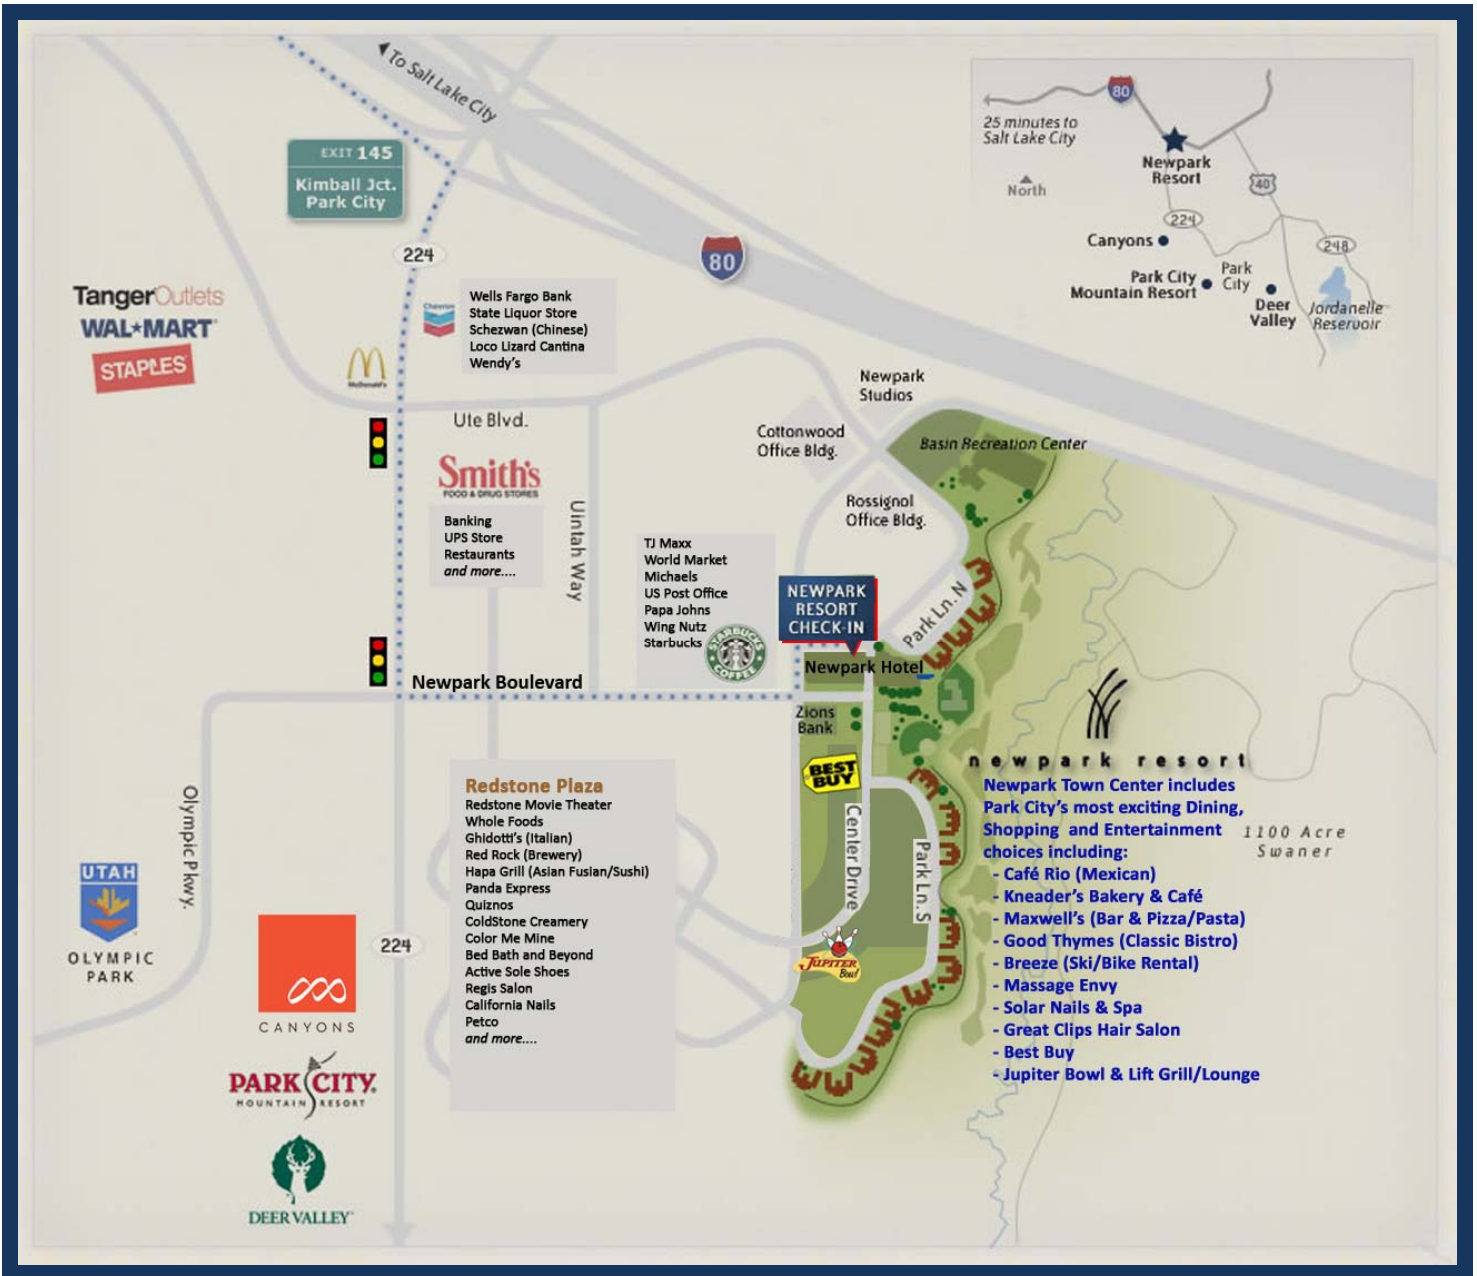 To Salt Lake City
EXIT 145
Kimball Jct.
Park City
224
80
80
25 minutes to
Salt Lake City
North
Newpark
Resort
40
224
248
Canyons
Park City
Mountain Resort
Park
City
Deer
Valley
Jordanelle
Reservoir
TangerOutlets
WAL★MART
STAPLES
McDonald's
Chevron
Wells Fargo Bank
State Liquor Store
Schezwan (Chinese)
Loco Lizard Cantina
Wendy's
Ute Blvd.
Smith's
FOOD & DRUG STORES
Banking
UPS Store
Restaurants
and more....
Uintah Way
Newpark
Studios
Cottonwood
Office Bldg.
Basin Recreation Center
Rossignol
Office Bldg.
TJ Maxx
World Market
Michaels
US Post Office
Papa Johns
Wing Nutz
Starbucks
STARBUCKS
COFFEE
NEWPARK
RESORT
CHECK-IN
Park Ln. N
Newpark Hotel
Newpark Boulevard
Zions
Bank
BEST
BUY
Center Drive
Park Ln. S
JUPITER
Bowl
Redstone Plaza
Redstone Movie Theater
Whole Foods
Ghidotti's (Italian)
Red Rock (Brewery)
Hapa Grill (Asian Fusian/Sushi)
Panda Express
Quiznos
ColdStone Creamery
Color Me Mine
Bed Bath and Beyond
Active Sole Shoes
Regis Salon
California Nails
Petco
and more....
newpark resort
Newpark Town Center includes
Park City's most exciting Dining,
Shopping and Entertainment
choices including:
- Café Rio (Mexican)
- Kneader's Bakery & Café
- Maxwell's (Bar & Pizza/Pasta)
- Good Thymes (Classic Bistro)
- Breeze (Ski/Bike Rental)
- Massage Envy
- Solar Nails & Spa
- Great Clips Hair Salon
- Best Buy
- Jupiter Bowl & Lift Grill/Lounge
1100 Acre
Swaner
Olympic Pkwy.
UTAH
OLYMPIC
PARK
224
CANYONS
PARK CITY
MOUNTAIN RESORT
DEER VALLEY